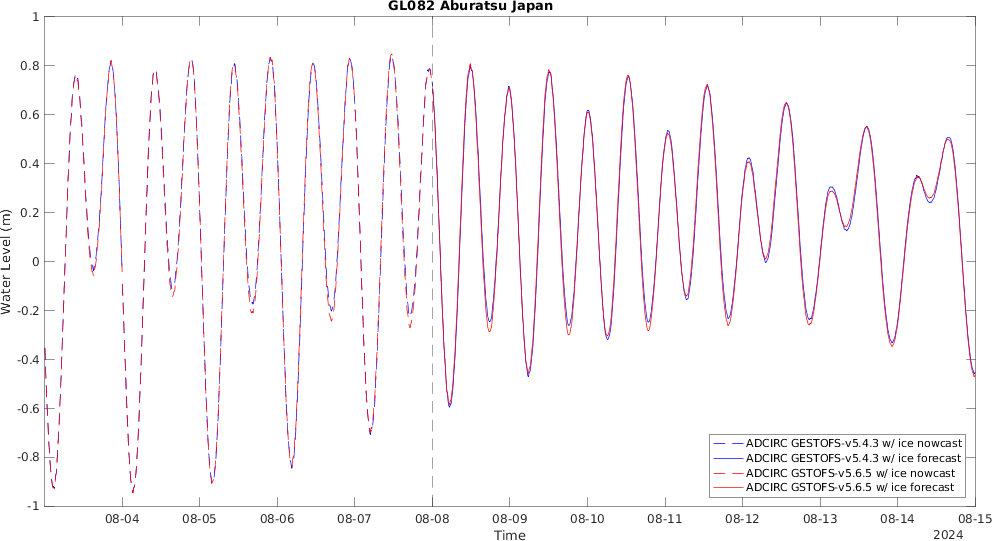 GL082 Aburatsu Japan
1
0.8
0.6
0.4
0.2
0
-0.2
-0.4
-0.6
-0.8
-1
Water Level (m)
ADCIRC GESTOFS-v5.4.3 w/ ice nowcast
ADCIRC GSTOFS-v5.4.3 w/ ice forecast
ADCIRC GSTOFS-v5.6.5 w/ ice nowcast
ADCIRC GSTOFS-v5.6.5 w/ ice forecast
08-04 08-05 08-06 08-07 08-08 08-09 08-10 08-11 08-12 08-13 08-14 08-15
Time
2024